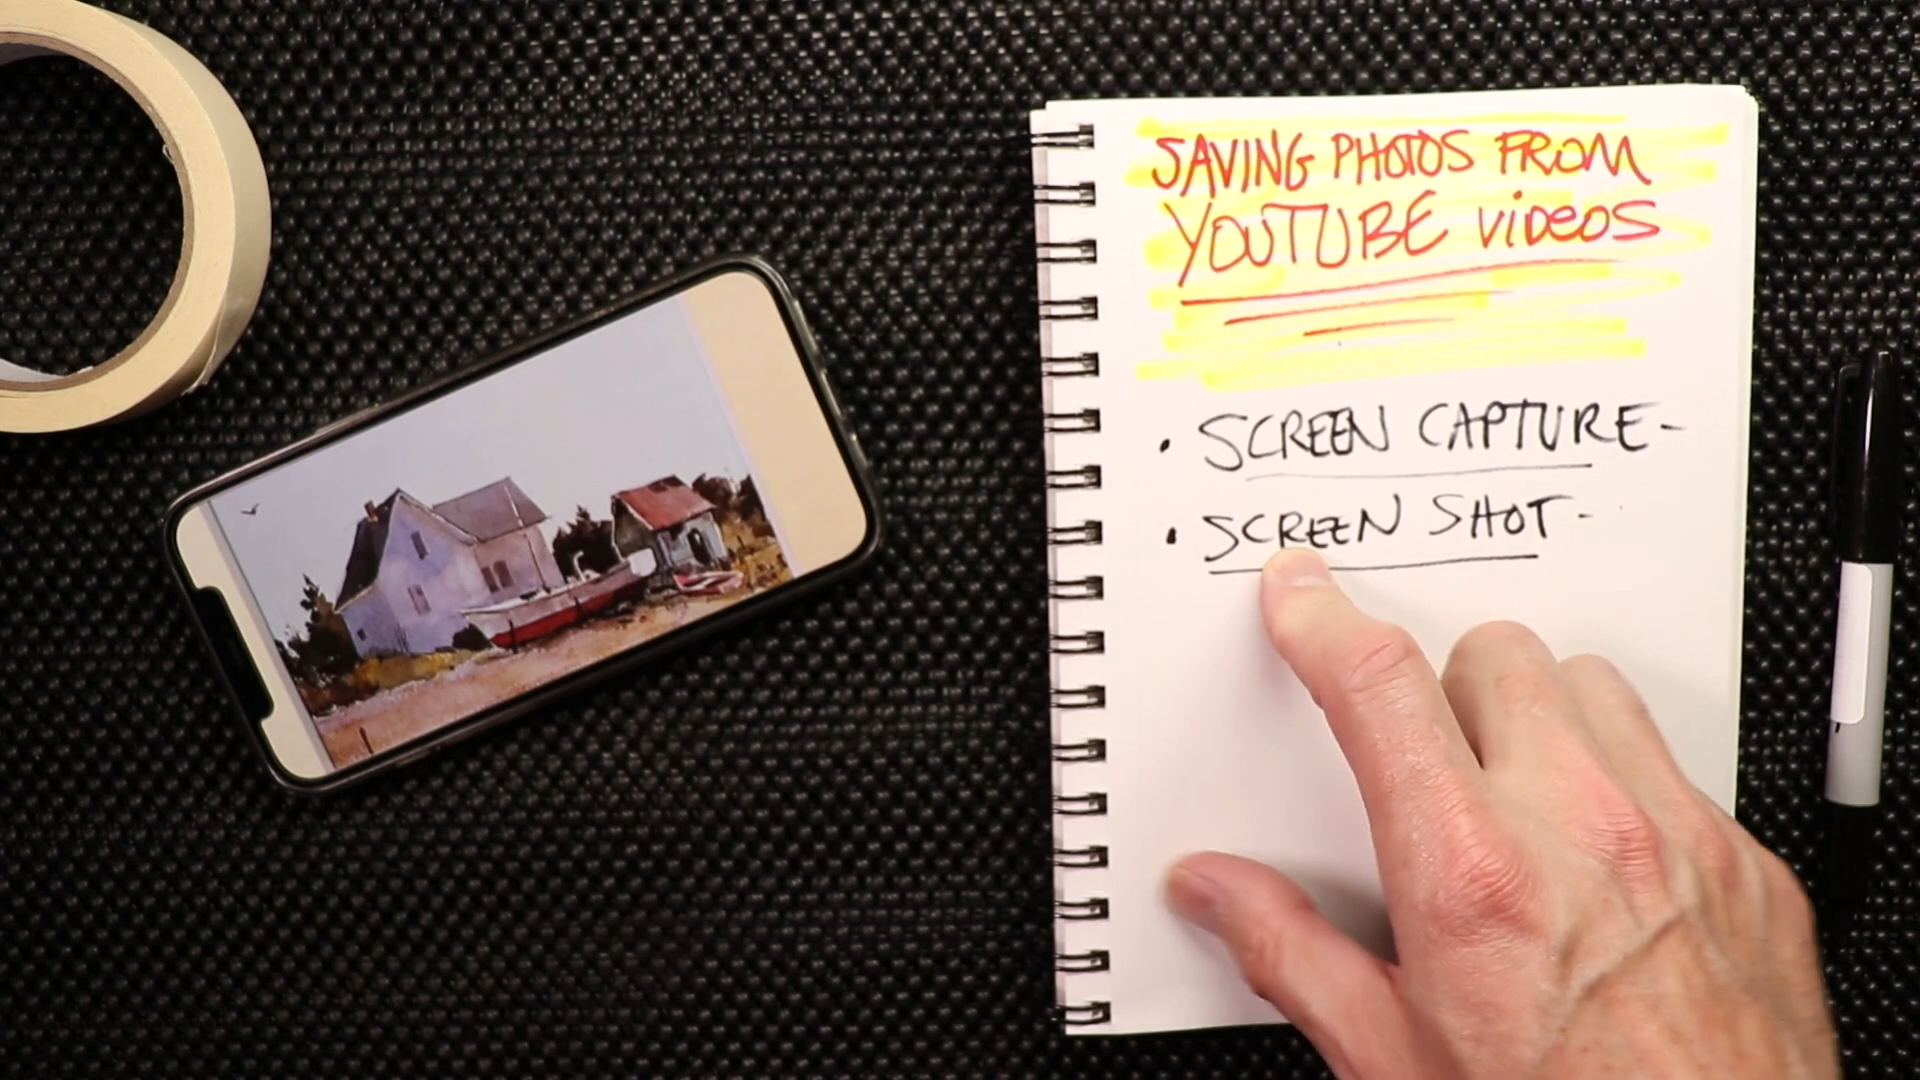 SAVING PHOTOS FROM
YOUTUBE VIDEOS
• SCREEN CAPTURE-
• SCREEN SHOT-